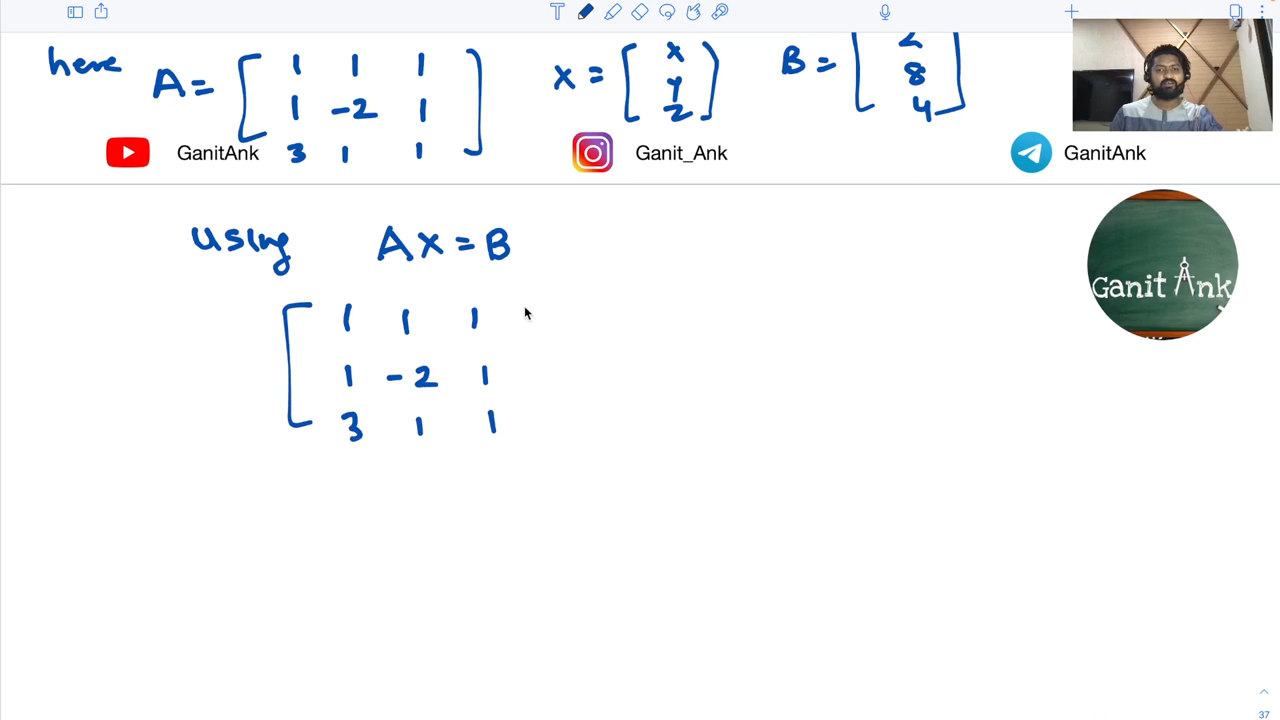 here A = [ 1 1 1 X = [ x B = [ 2
1 -2 1 y 8
3 1 1 ] z ] 4 ]
GanitAnk Ganit_Ank GanitAnk
using AX = B
Ganit Ank
[ 1 1 1
1 -2 1
3 1 1
37